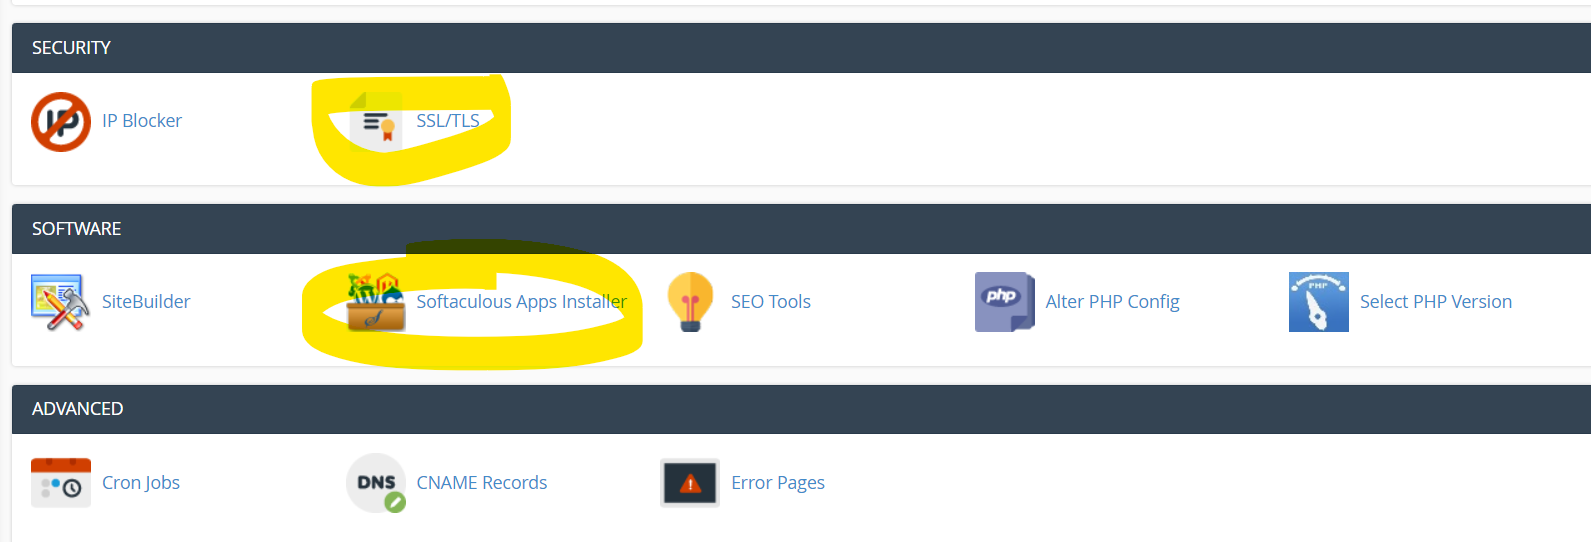 SECURITY
IP Blocker
SSL/TLS
SOFTWARE
SiteBuilder
Softaculous Apps Installer
SEO Tools
php
Alter PHP Config
PHP
Select PHP Version
ADVANCED
Cron Jobs
DNS
CNAME Records
Error Pages